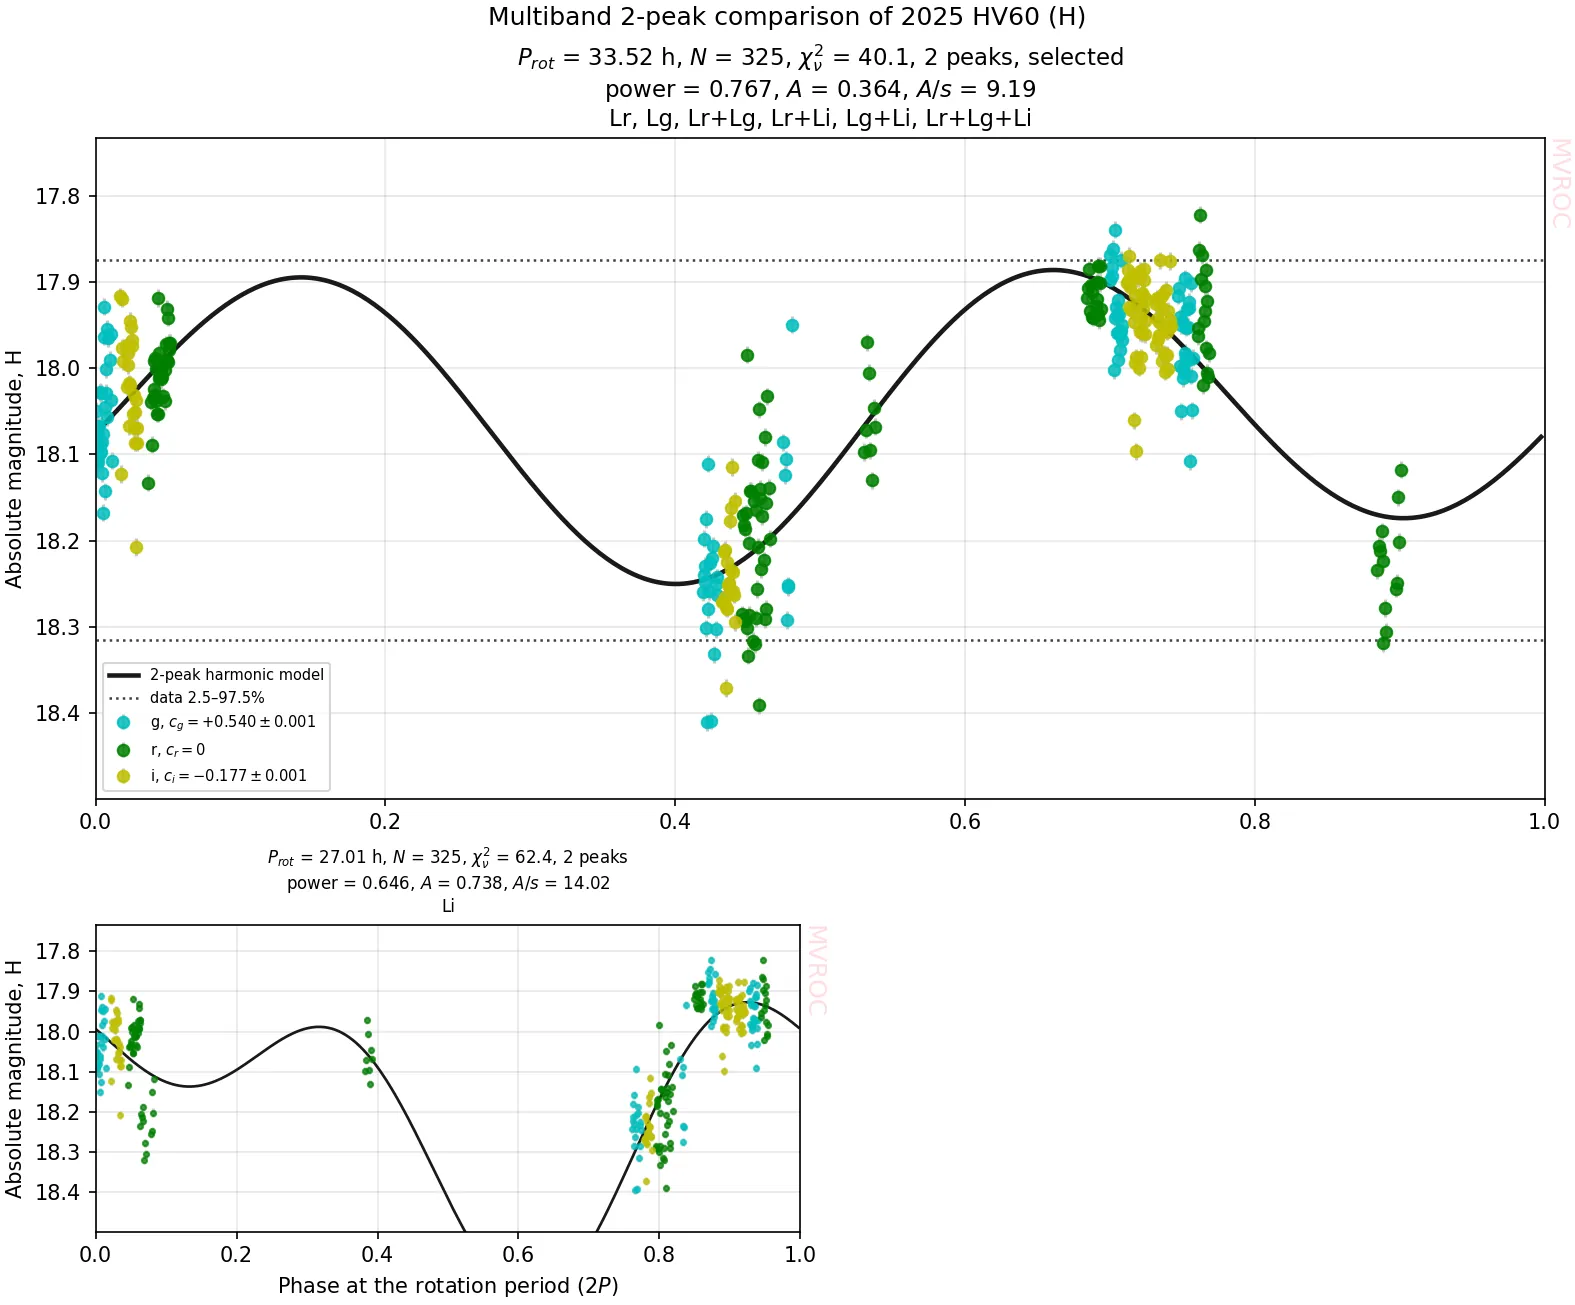 Multiband 2-peak comparison of 2025 HV60 (H)
P_rot = 33.52 h, N = 325, χ²_ν = 40.1, 2 peaks, selected
power = 0.767, A = 0.364, A/s = 9.19
Lr, Lg, Lr+Lg, Lr+Li, Lg+Li, Lr+Lg+Li
MVROC
Absolute magnitude, H
17.8
17.9
18.0
18.1
18.2
18.3
18.4
2-peak harmonic model
data 2.5–97.5%
g, c_g = +0.540 ± 0.001
r, c_r = 0
i, c_i = −0.177 ± 0.001
0.0 0.2 0.4 0.6 0.8 1.0
P_rot = 27.01 h, N = 325, χ²_ν = 62.4, 2 peaks
power = 0.646, A = 0.738, A/s = 14.02
Li
MVROC
Absolute magnitude, H
17.8
17.9
18.0
18.1
18.2
18.3
18.4
0.0 0.2 0.4 0.6 0.8 1.0
Phase at the rotation period (2P)